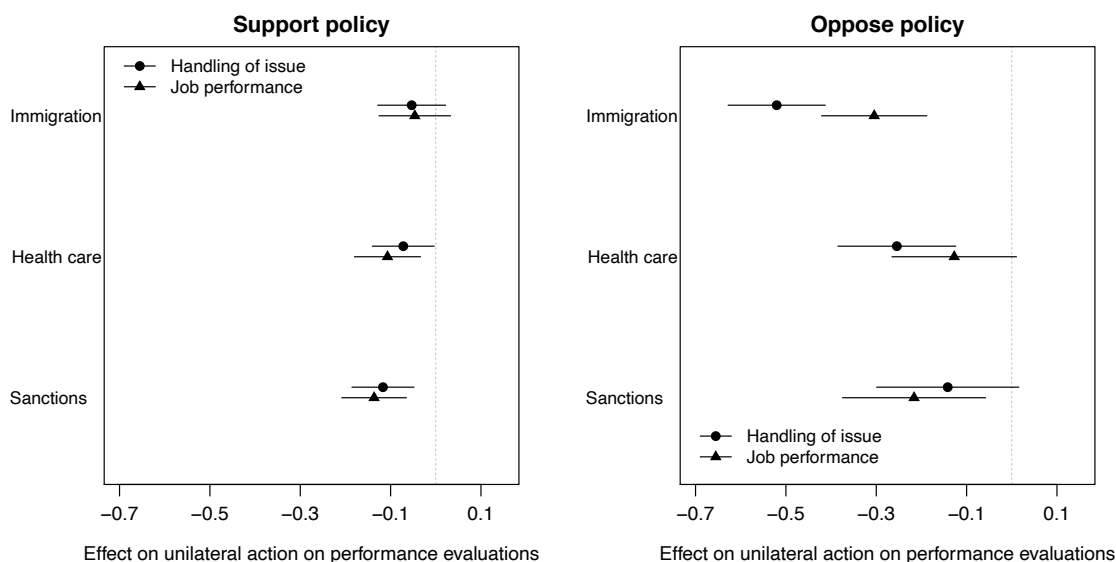 Support policy
Handling of issue
Job performance
Immigration
Health care
Sanctions
−0.7 −0.5 −0.3 −0.1 0.1
Effect on unilateral action on performance evaluations
Oppose policy
Immigration
Health care
Sanctions
Handling of issue
Job performance
−0.7 −0.5 −0.3 −0.1 0.1
Effect on unilateral action on performance evaluations